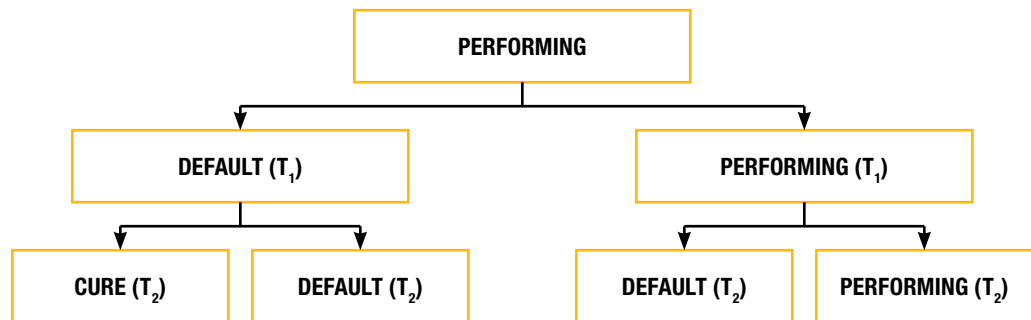 PERFORMING
DEFAULT (T₁)
PERFORMING (T₁)
CURE (T₂)
DEFAULT (T₂)
DEFAULT (T₂)
PERFORMING (T₂)